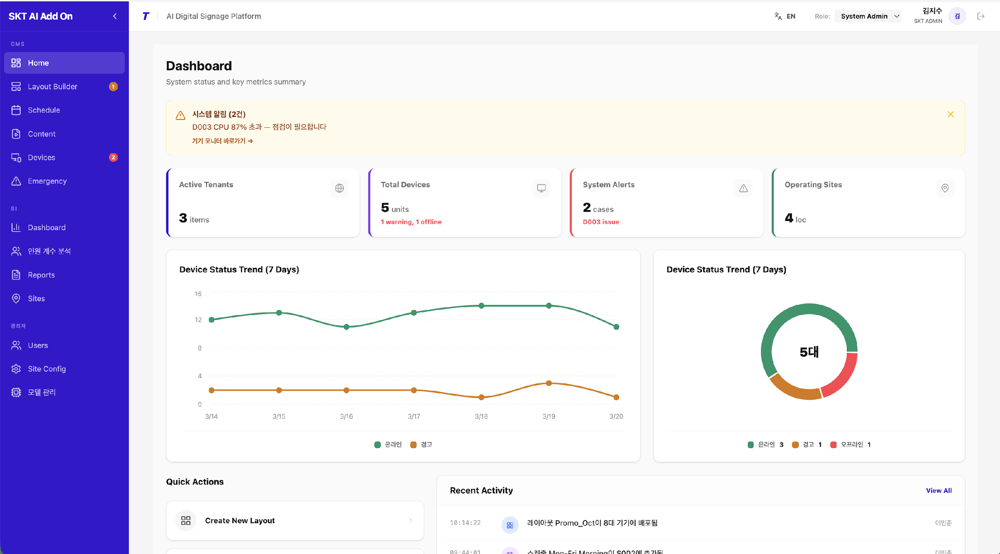 SKT AI Add On
CMS
Home
Layout Builder 1
Schedule
Content
Devices 2
Emergency
BI
Dashboard
인원 계수 분석
Reports
Sites
관리자
Users
Site Config
모델 관리
T AI Digital Signage Platform
EN
Role: System Admin
김지수
SKT ADMIN
김
Dashboard
System status and key metrics summary
시스템 알림 (2건)
D003 CPU 87% 초과 — 점검이 필요합니다
기기 모니터 바로가기 →
Active Tenants
3 items
Total Devices
5 units
1 warning, 1 offline
System Alerts
2 cases
D003 issue
Operating Sites
4 loc
Device Status Trend (7 Days)
16
12
8
4
0
3/14 3/15 3/16 3/17 3/18 3/19 3/20
온라인 경고
Device Status Trend (7 Days)
5대
온라인 3 경고 1 오프라인 1
Quick Actions
Create New Layout
Recent Activity
View All
10:14:22 레이아웃 Promo_Oct이 8대 기기에 배포됨 이민준
09:44:01 스케줄 Mon-Fri Morning이 S002에 추가됨 이민준